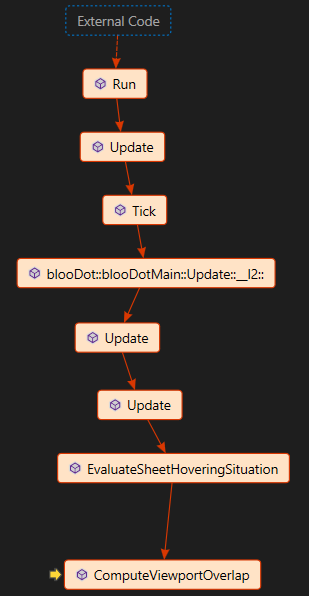 External Code
Run
Update
Tick
blooDot::blooDotMain::Update::__l2::
Update
Update
EvaluateSheetHoveringSituation
ComputeViewportOverlap